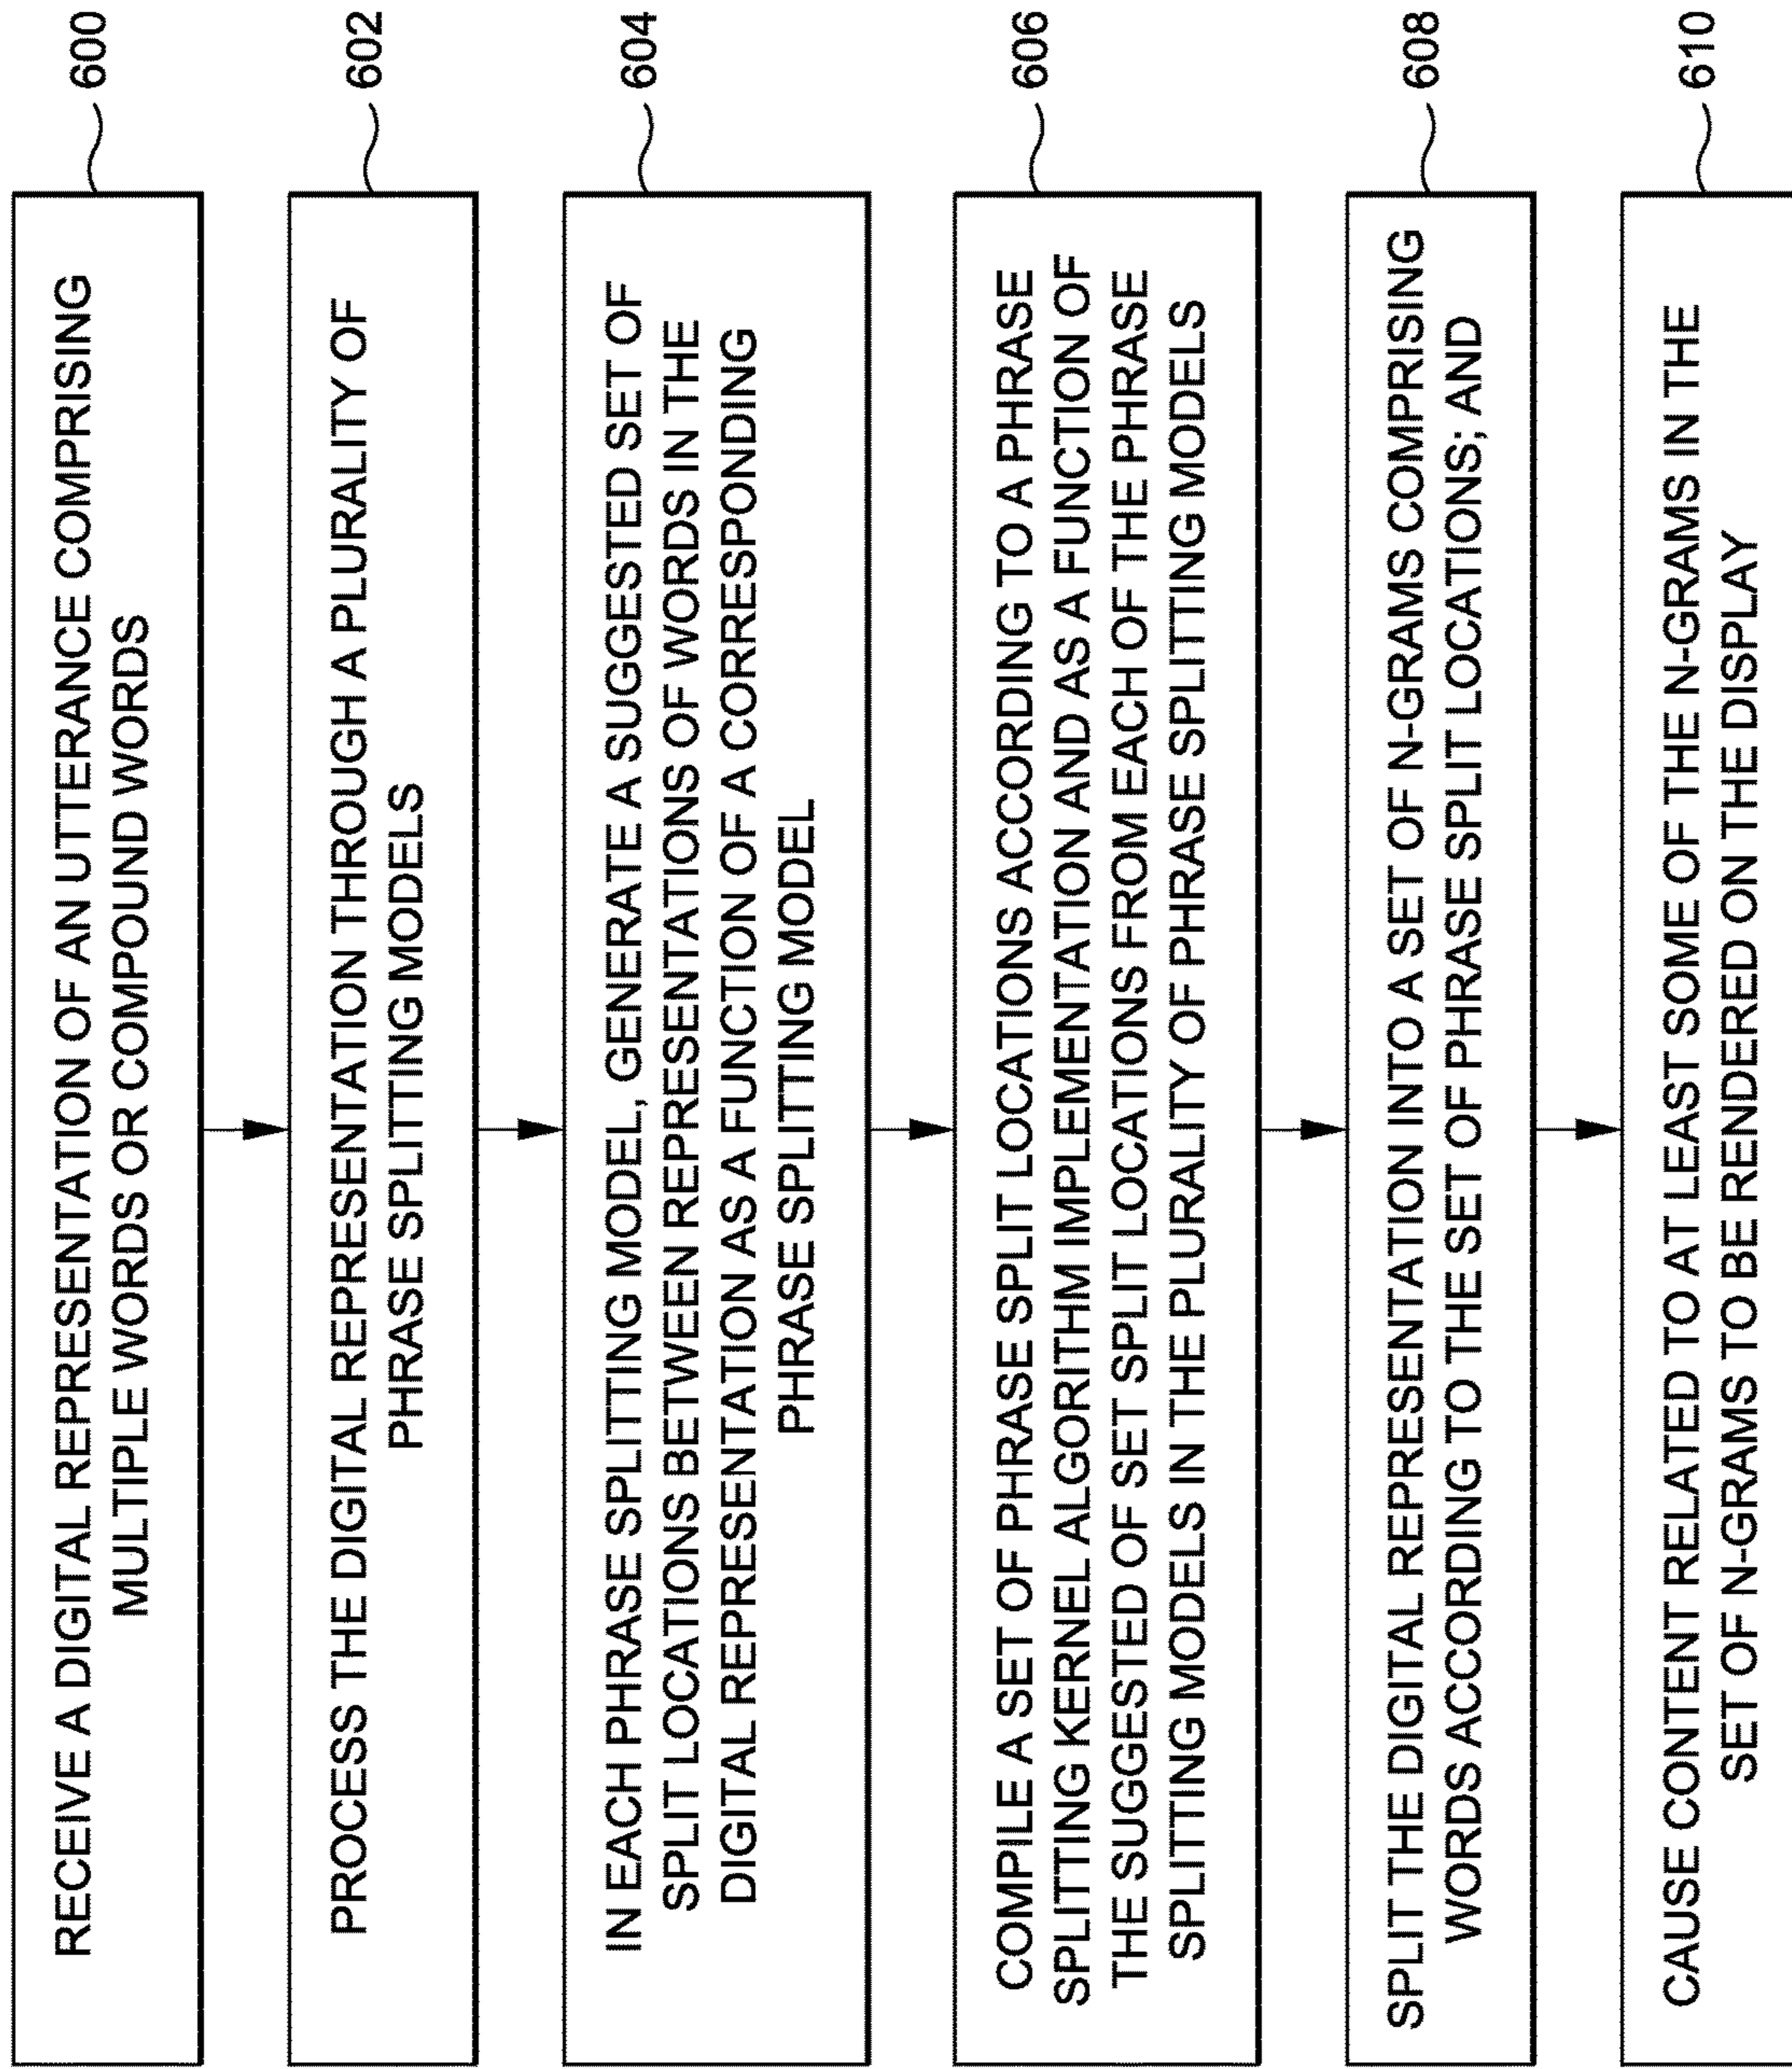 RECEIVE A DIGITAL REPRESENTATION OF AN UTTERANCE COMPRISING
MULTIPLE WORDS OR COMPOUND WORDS
600
PROCESS THE DIGITAL REPRESENTATION THROUGH A PLURALITY OF
PHRASE SPLITTING MODELS
602
IN EACH PHRASE SPLITTING MODEL, GENERATE A SUGGESTED SET OF
SPLIT LOCATIONS BETWEEN REPRESENTATIONS OF WORDS IN THE
DIGITAL REPRESENTATION AS A FUNCTION OF A CORRESPONDING
PHRASE SPLITTING MODEL
604
COMPILE A SET OF PHRASE SPLIT LOCATIONS ACCORDING TO A PHRASE
SPLITTING KERNEL ALGORITHM IMPLEMENTATION AND AS A FUNCTION OF
THE SUGGESTED OF SET SPLIT LOCATIONS FROM EACH OF THE PHRASE
SPLITTING MODELS IN THE PLURALITY OF PHRASE SPLITTING MODELS
606
SPLIT THE DIGITAL REPRESENTATION INTO A SET OF N-GRAMS COMPRISING
WORDS ACCORDING TO THE SET OF PHRASE SPLIT LOCATIONS; AND
608
CAUSE CONTENT RELATED TO AT LEAST SOME OF THE N-GRAMS IN THE
SET OF N-GRAMS TO BE RENDERED ON THE DISPLAY
610